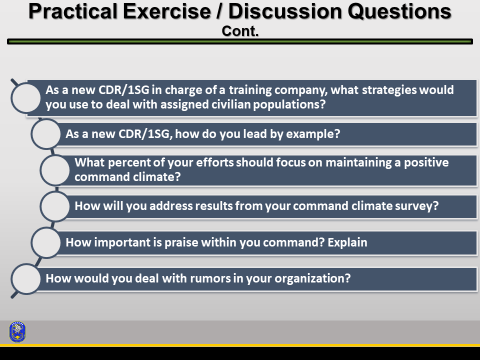 Practical Exercise / Discussion Questions
Cont.
As a new CDR/1SG in charge of a training company, what strategies would
you use to deal with assigned civilian populations?
As a new CDR/1SG, how do you lead by example?
What percent of your efforts should focus on maintaining a positive
command climate?
How will you address results from your command climate survey?
How important is praise within you command? Explain
How would you deal with rumors in your organization?